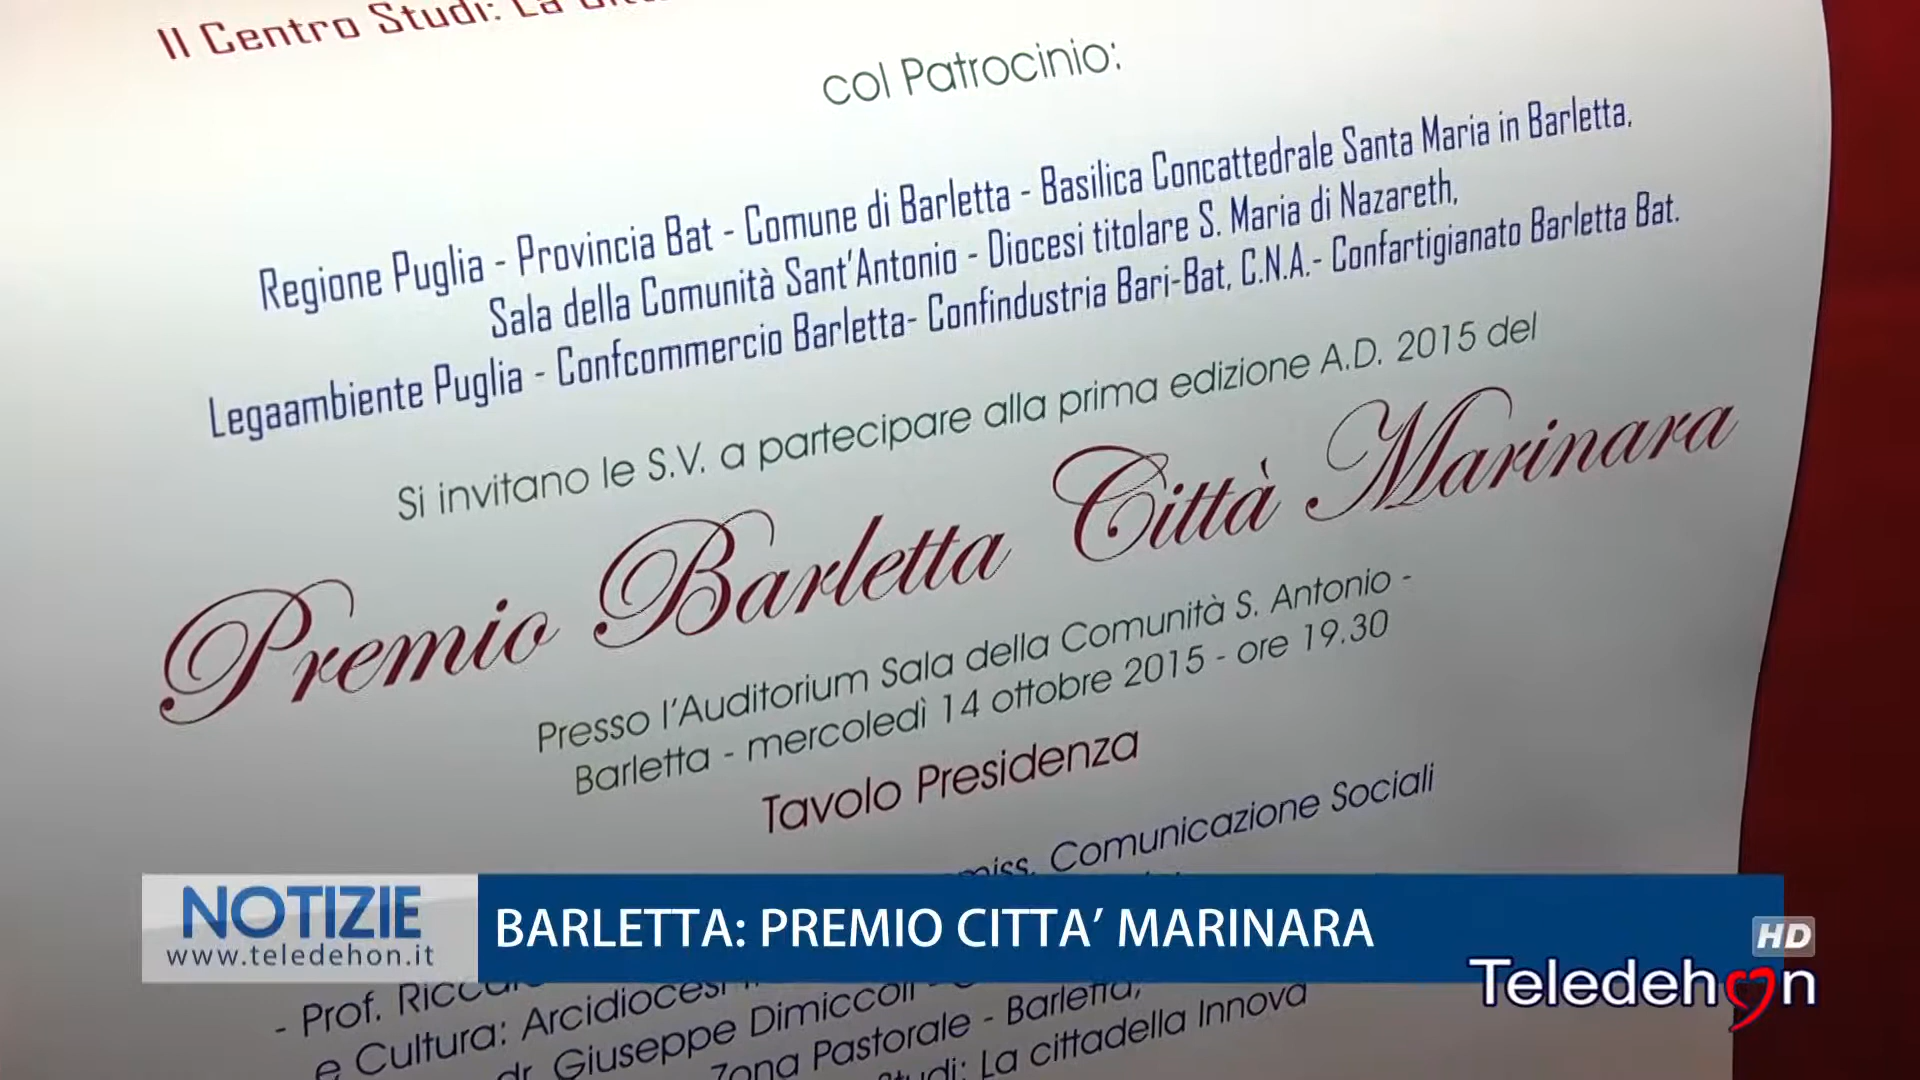 Il Centro Studi: La
col Patrocinio:
Regione Puglia - Provincia Bat - Comune di Barletta - Basilica Concattedrale Santa Maria in Barletta,
Sala della Comunità Sant'Antonio - Diocesi titolare S. Maria di Nazareth,
Legaambiente Puglia - Confcommercio Barletta- Confindustria Bari-Bat, C.N.A.- Confartigianato Barletta Bat.
Si invitano le S.V. a partecipare alla prima edizione A.D. 2015 del
Premio Barletta Città Marinara
Presso l'Auditorium Sala della Comunità S. Antonio -
Barletta - mercoledì 14 ottobre 2015 - ore 19.30
Tavolo Presidenza
Comunicazione Sociali
NOTIZIE
www.teledehon.it
BARLETTA: PREMIO CITTA' MARINARA
HD
Teledehon
- Prof.
e Cultura: Arcidiocesi
dr. Giuseppe Dimiccoli
Zona Pastorale - Barletta,
La cittadella Innova